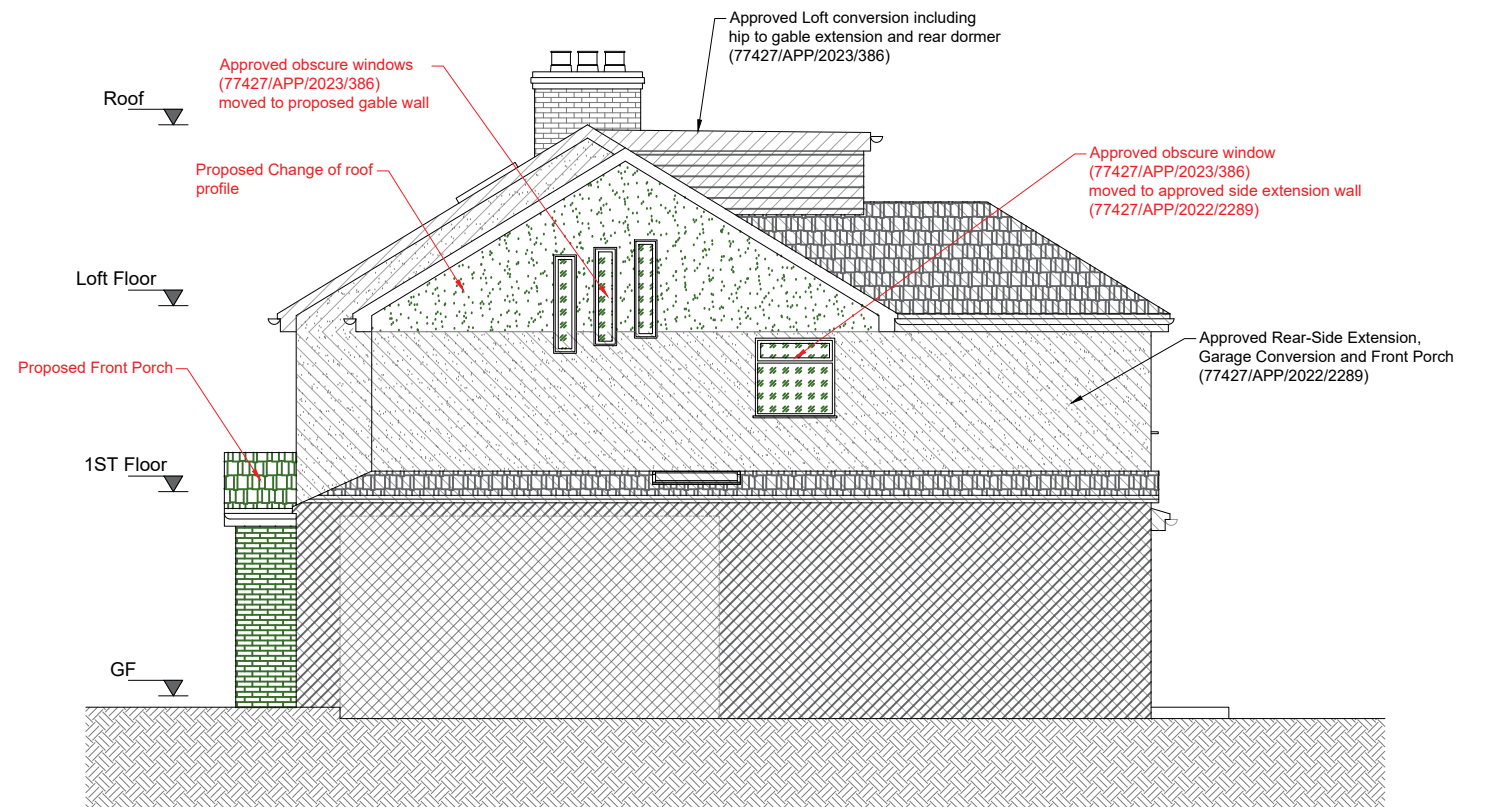 Approved Loft conversion including
hip to gable extension and rear dormer
(77427/APP/2023/386)
Approved obscure windows
(77427/APP/2023/386)
moved to proposed gable wall
Roof
Proposed Change of roof
profile
Approved obscure window
(77427/APP/2023/386)
moved to approved side extension wall
(77427/APP/2022/2289)
Loft Floor
Approved Rear-Side Extension,
Garage Conversion and Front Porch
(77427/APP/2022/2289)
Proposed Front Porch
1ST Floor
GF